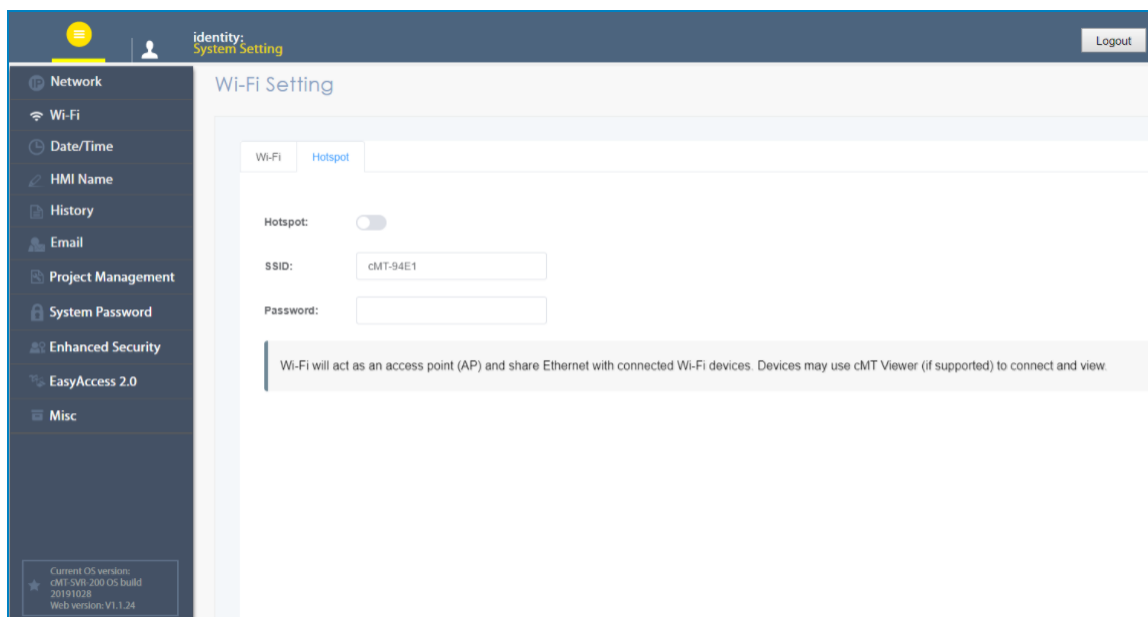 identity:
System Setting
Logout
Network
Wi-Fi
Date/Time
HMI Name
History
Email
Project Management
System Password
Enhanced Security
EasyAccess 2.0
Misc
Current OS version:
cMT-SVR-200 OS build
20191028
Web version: V1.1.24
Wi-Fi Setting
Wi-Fi Hotspot
Hotspot:
SSID: cMT-94E1
Password:
Wi-Fi will act as an access point (AP) and share Ethernet with connected Wi-Fi devices. Devices may use cMT Viewer (if supported) to connect and view.